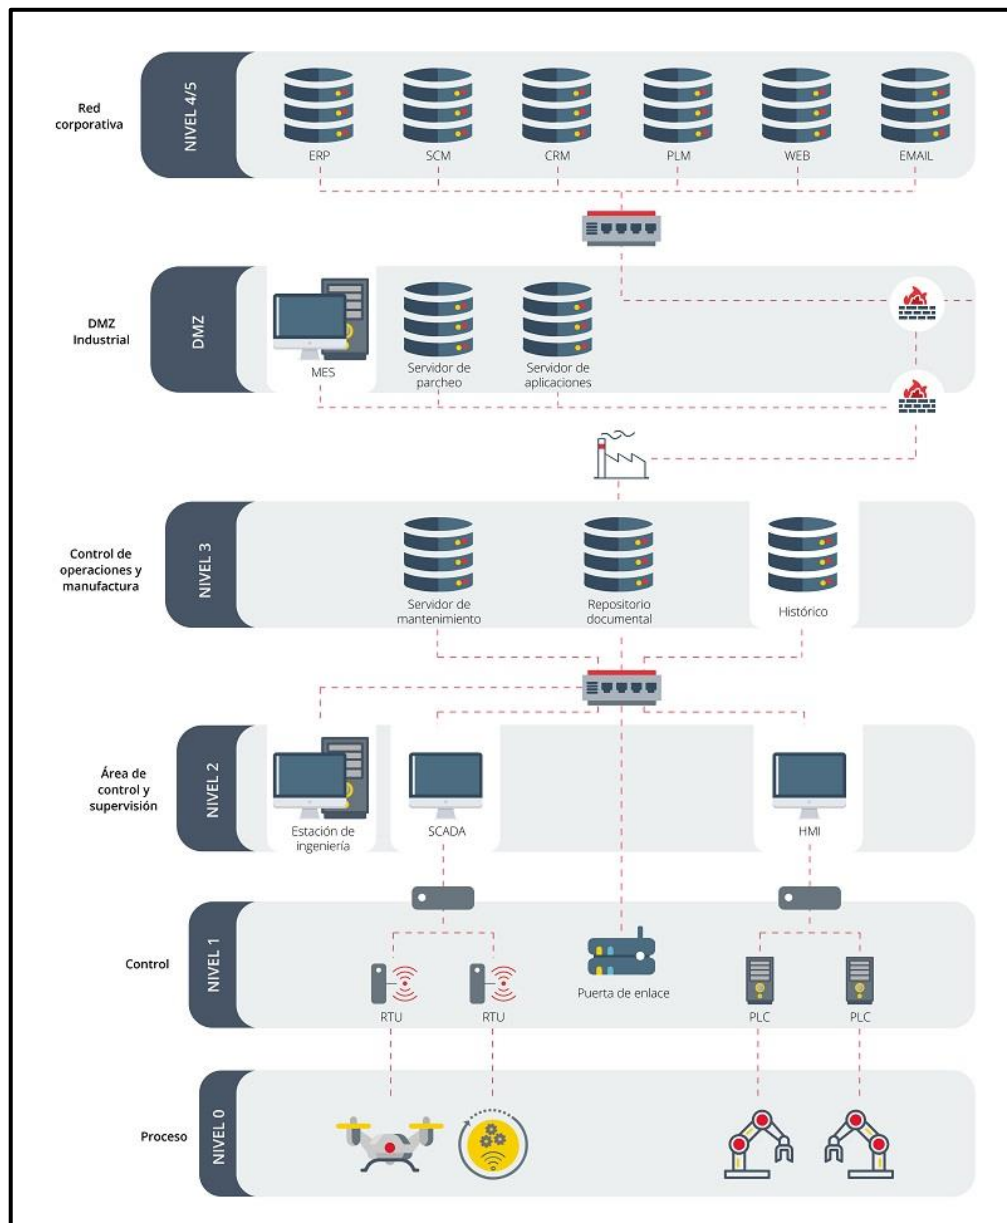 Red
corporativa
NIVEL 4/5
ERP
SCM
CRM
PLM
WEB
EMAIL
DMZ
Industrial
DMZ
MES
Servidor de
parcheo
Servidor de
aplicaciones
Control de
operaciones y
manufactura
NIVEL 3
Servidor de
mantenimiento
Repositorio
documental
Histórico
Área de
control y
supervisión
NIVEL 2
Estación de
ingeniería
SCADA
HMI
Control
NIVEL 1
RTU
RTU
Puerta de enlace
PLC
PLC
Proceso
NIVEL 0